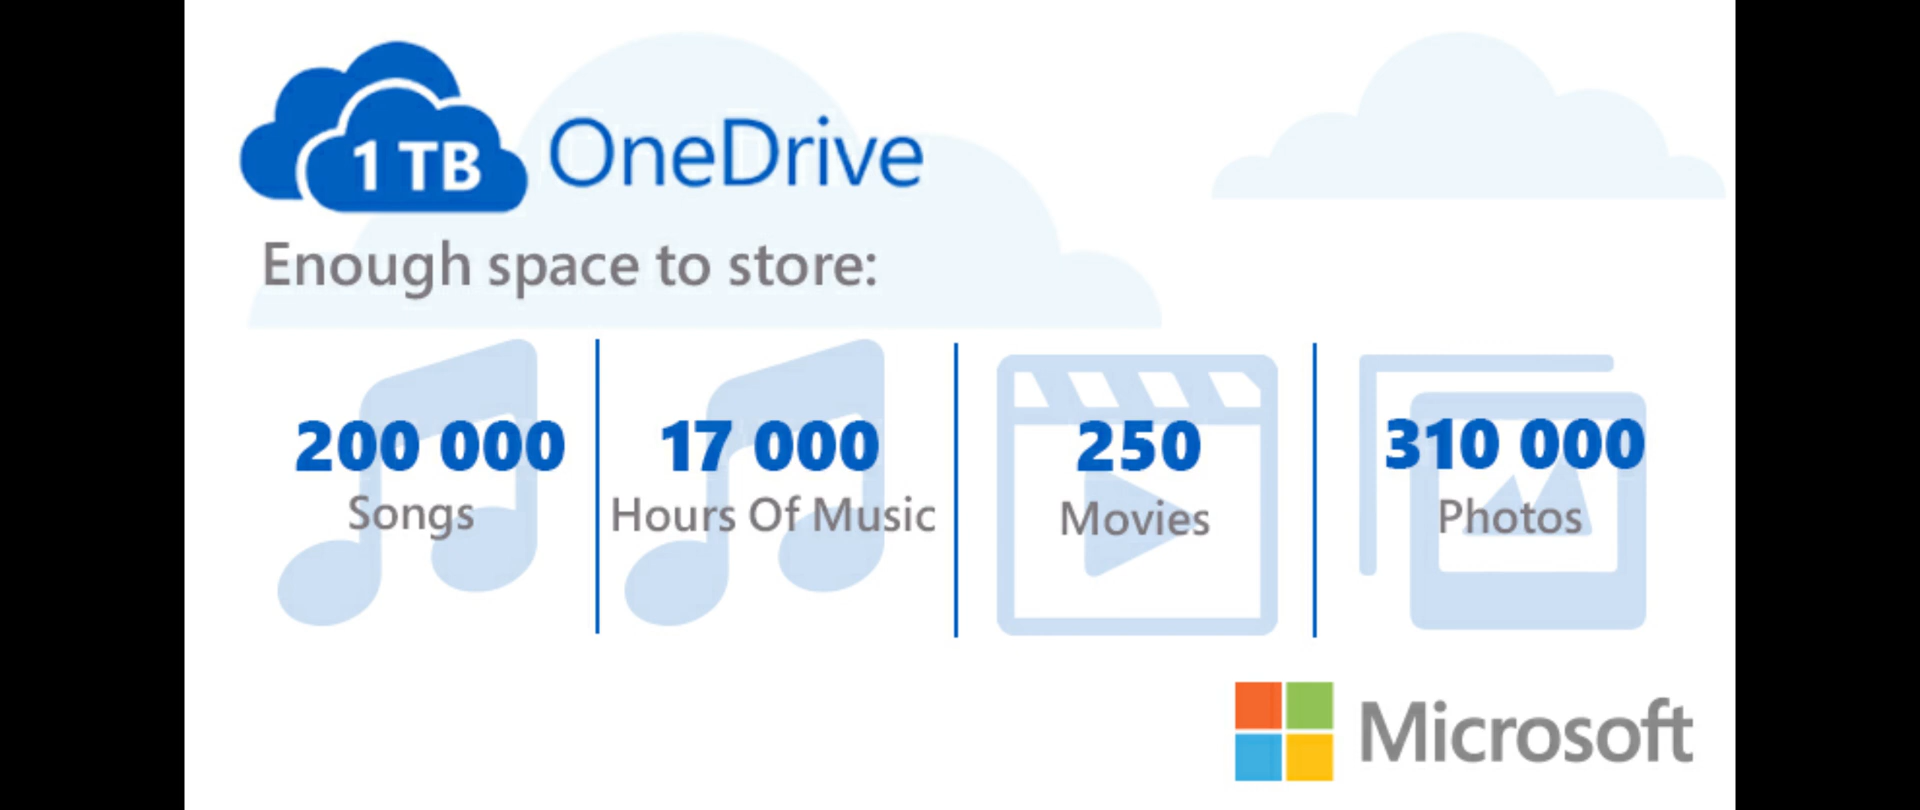 1 TB OneDrive
Enough space to store:
200 000
Songs
17 000
Hours Of Music
250
Movies
310 000
Photos
Microsoft